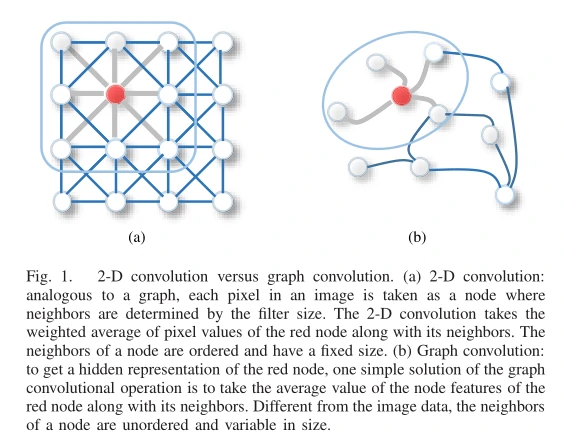 (a)
(b)
Fig. 1. 2-D convolution versus graph convolution. (a) 2-D convolution:
analogous to a graph, each pixel in an image is taken as a node where
neighbors are determined by the filter size. The 2-D convolution takes the
weighted average of pixel values of the red node along with its neighbors. The
neighbors of a node are ordered and have a fixed size. (b) Graph convolution:
to get a hidden representation of the red node, one simple solution of the graph
convolutional operation is to take the average value of the node features of the
red node along with its neighbors. Different from the image data, the neighbors
of a node are unordered and variable in size.